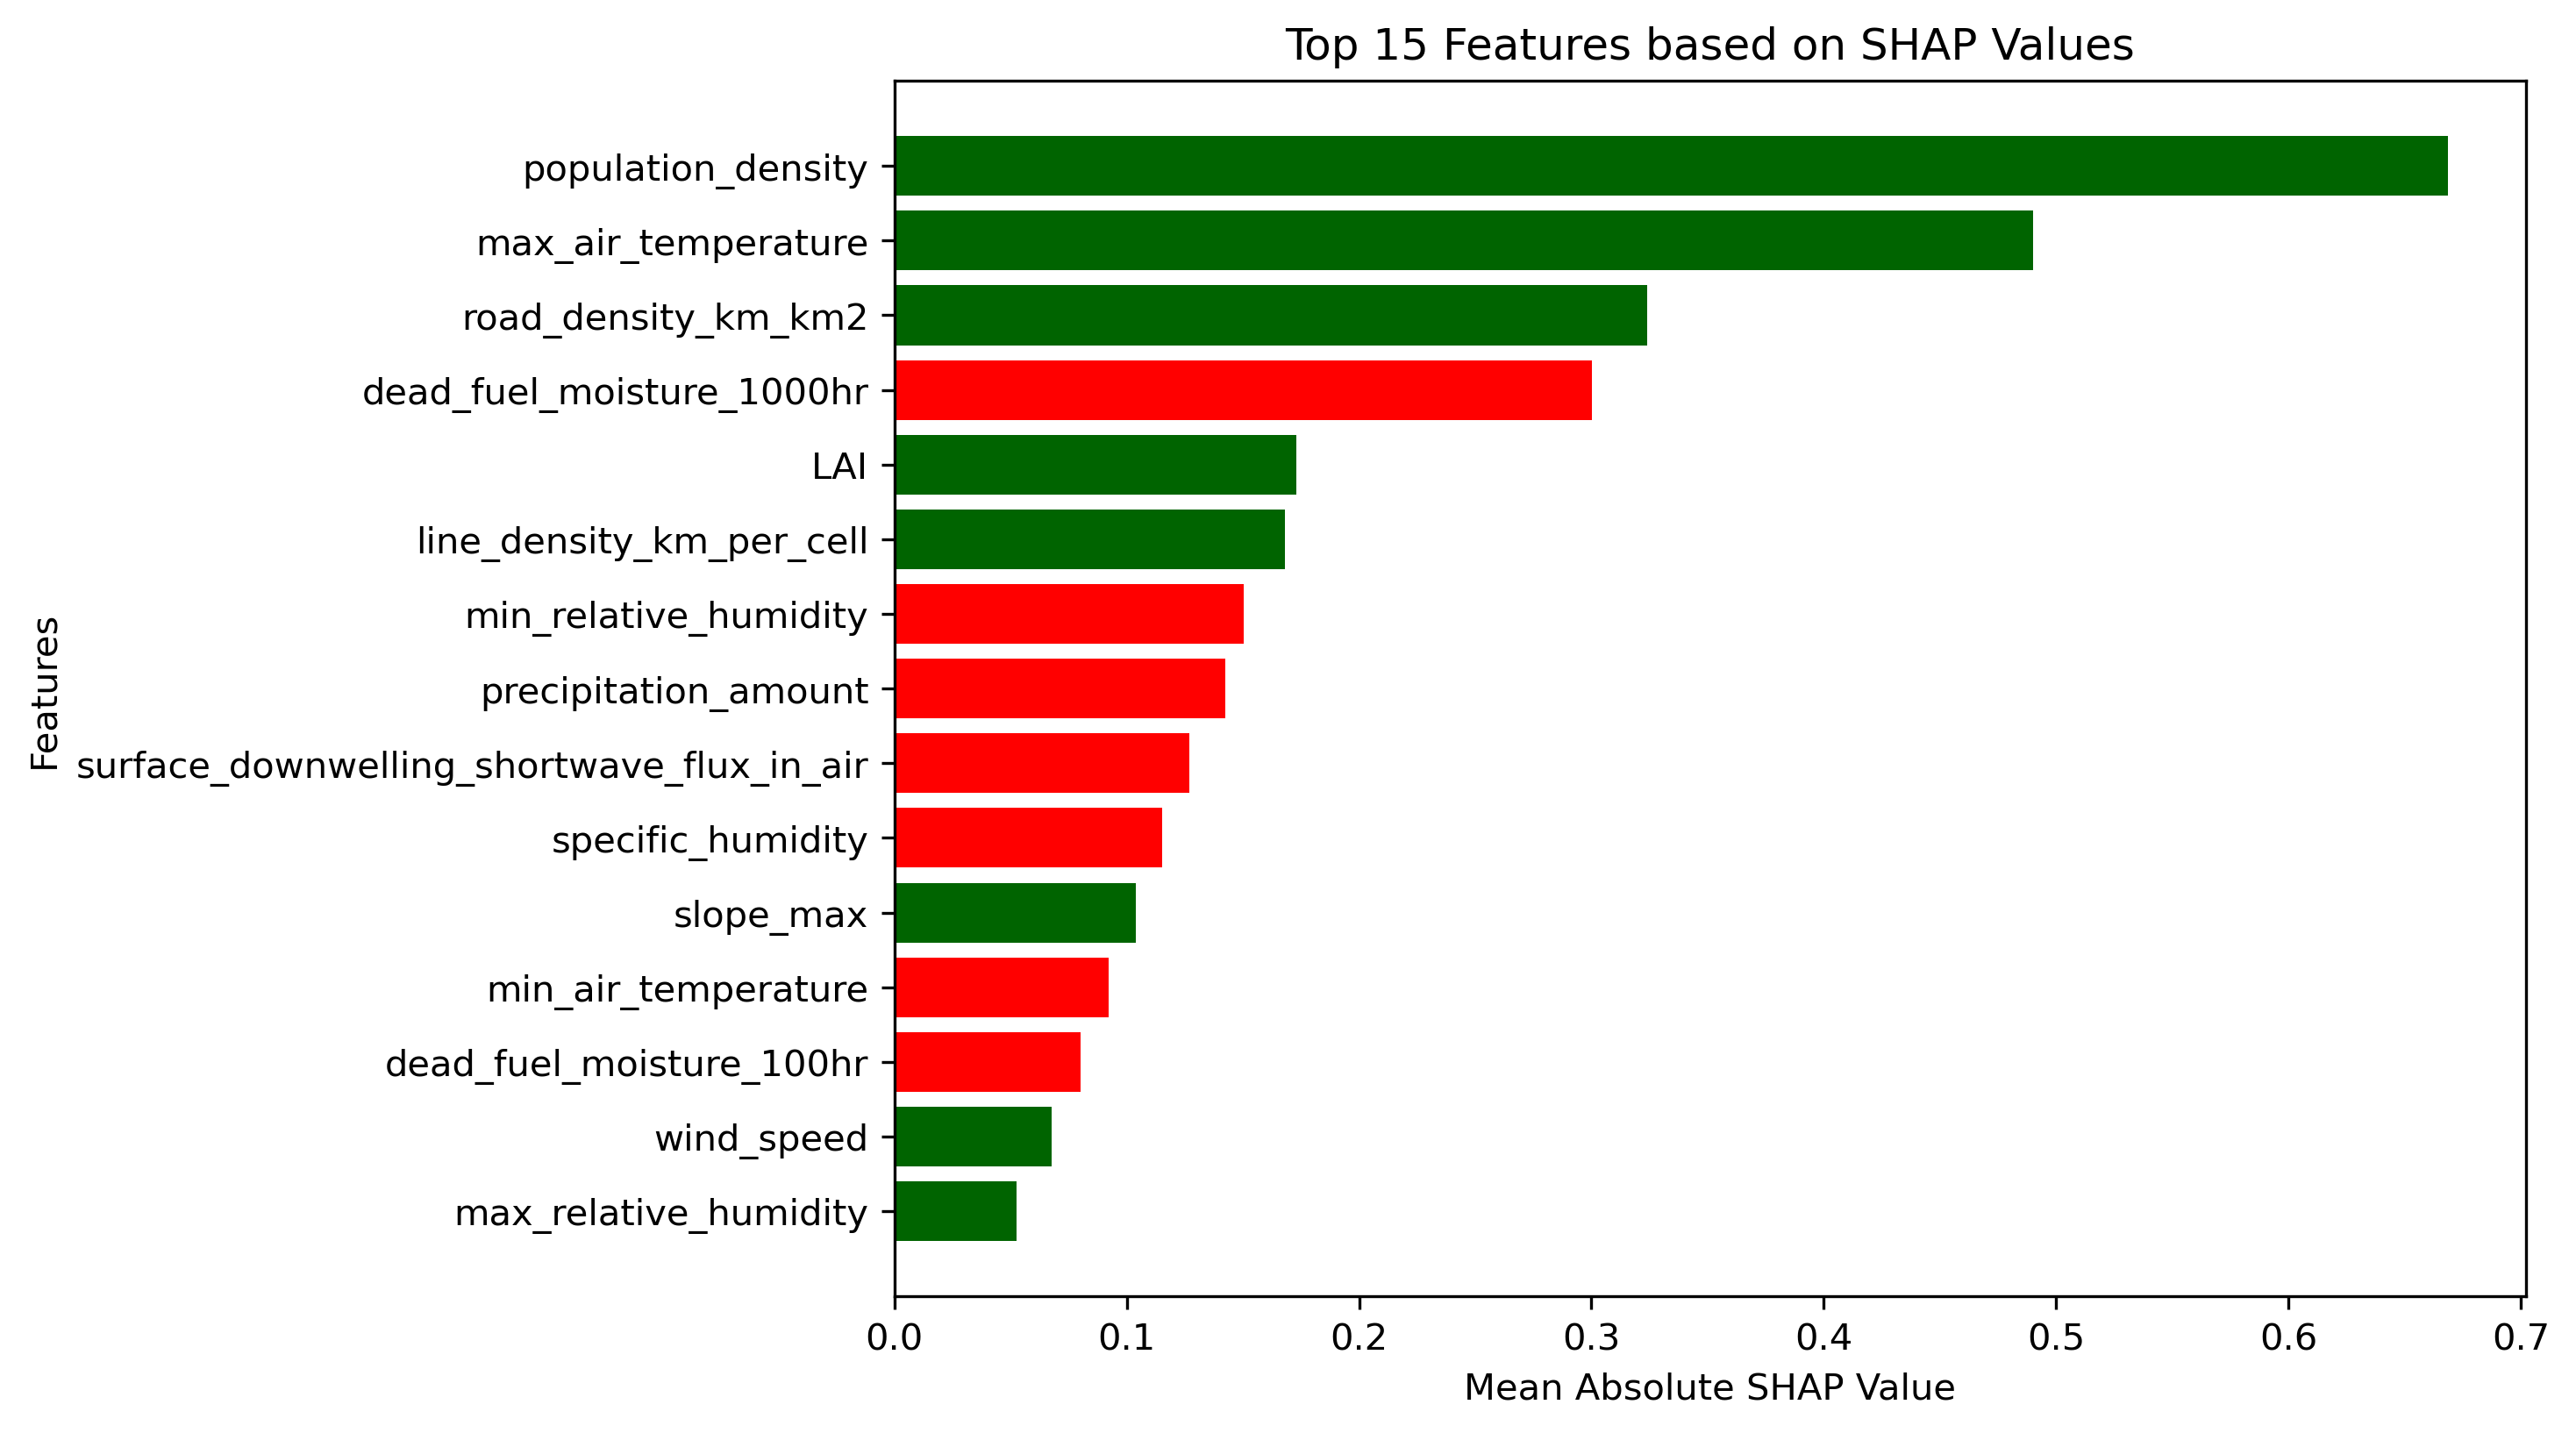 Top 15 Features based on SHAP Values
Features
population_density
max_air_temperature
road_density_km_km2
dead_fuel_moisture_1000hr
LAI
line_density_km_per_cell
min_relative_humidity
precipitation_amount
surface_downwelling_shortwave_flux_in_air
specific_humidity
slope_max
min_air_temperature
dead_fuel_moisture_100hr
wind_speed
max_relative_humidity
0.0 0.1 0.2 0.3 0.4 0.5 0.6 0.7
Mean Absolute SHAP Value